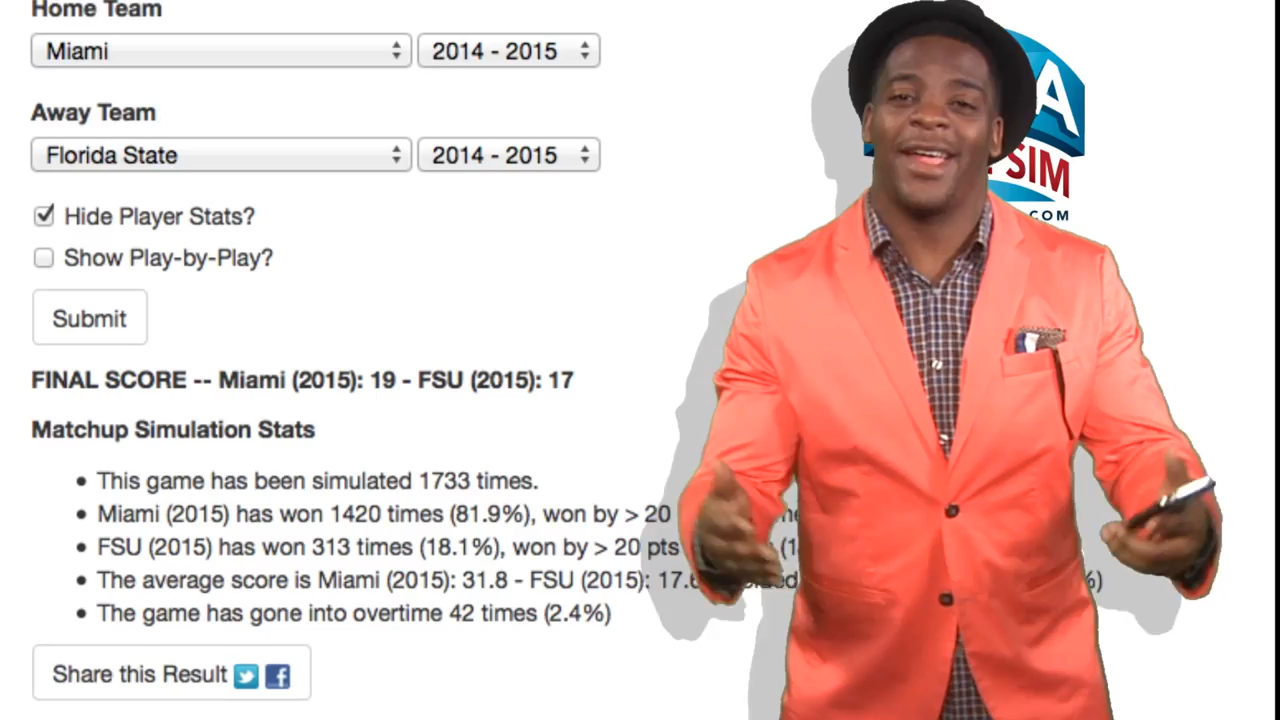 Home Team
Miami 2014 - 2015
Away Team
Florida State 2014 - 2015
Hide Player Stats?
Show Play-by-Play?
Submit
FINAL SCORE -- Miami (2015): 19 - FSU (2015): 17
Matchup Simulation Stats
This game has been simulated 1733 times.
Miami (2015) has won 1420 times (81.9%), won by > 20
FSU (2015) has won 313 times (18.1%), won by > 20 pts
The average score is Miami (2015): 31.8 - FSU (2015): 17.6
The game has gone into overtime 42 times (2.4%)
Share this Result
A
SIM
.COM